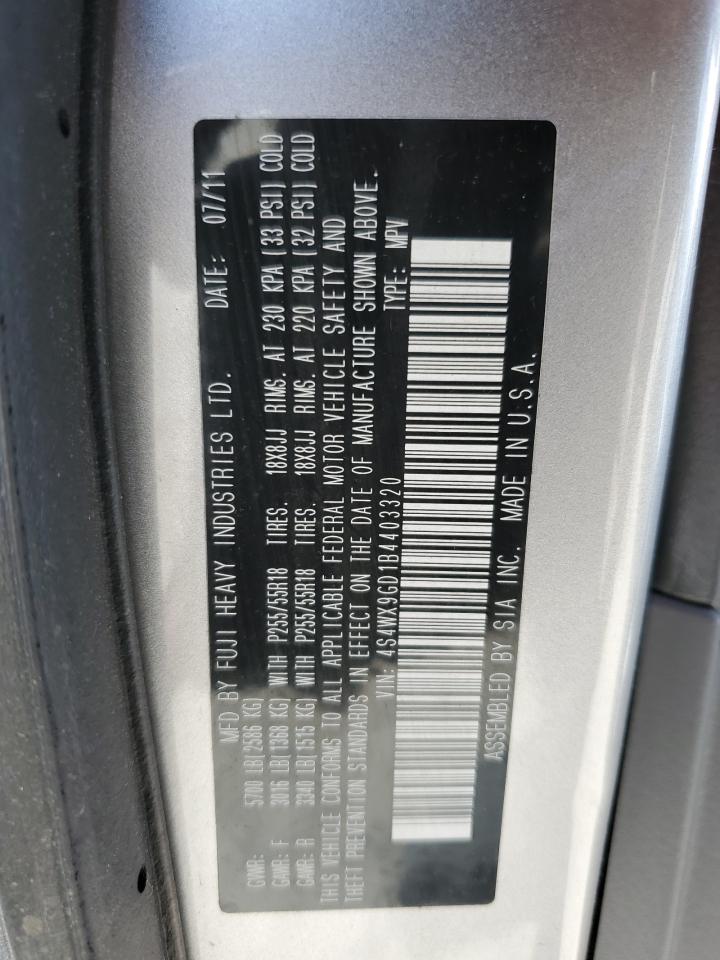 MFD BY FUJI HEAVY INDUSTRIES LTD. DATE: 07/11
GVWR: 5700 LB(2586 KG)
GAWR: F 3016 LB(1368 KG) WITH P255/55R18 TIRES. 18X8JJ RIMS. AT 230 KPA (33 PSI) COLD
GAWR: R 3340 LB(1515 KG) WITH P255/55R18 TIRES. 18X8JJ RIMS. AT 220 KPA (32 PSI) COLD
THIS VEHICLE CONFORMS TO ALL APPLICABLE FEDERAL MOTOR VEHICLE SAFETY AND
THEFT PREVENTION STANDARDS IN EFFECT ON THE DATE OF MANUFACTURE SHOWN ABOVE.
VIN: 4S4WX9GD1B4403320 TYPE: MPV
ASSEMBLED BY SIA INC. MADE IN U.S.A.